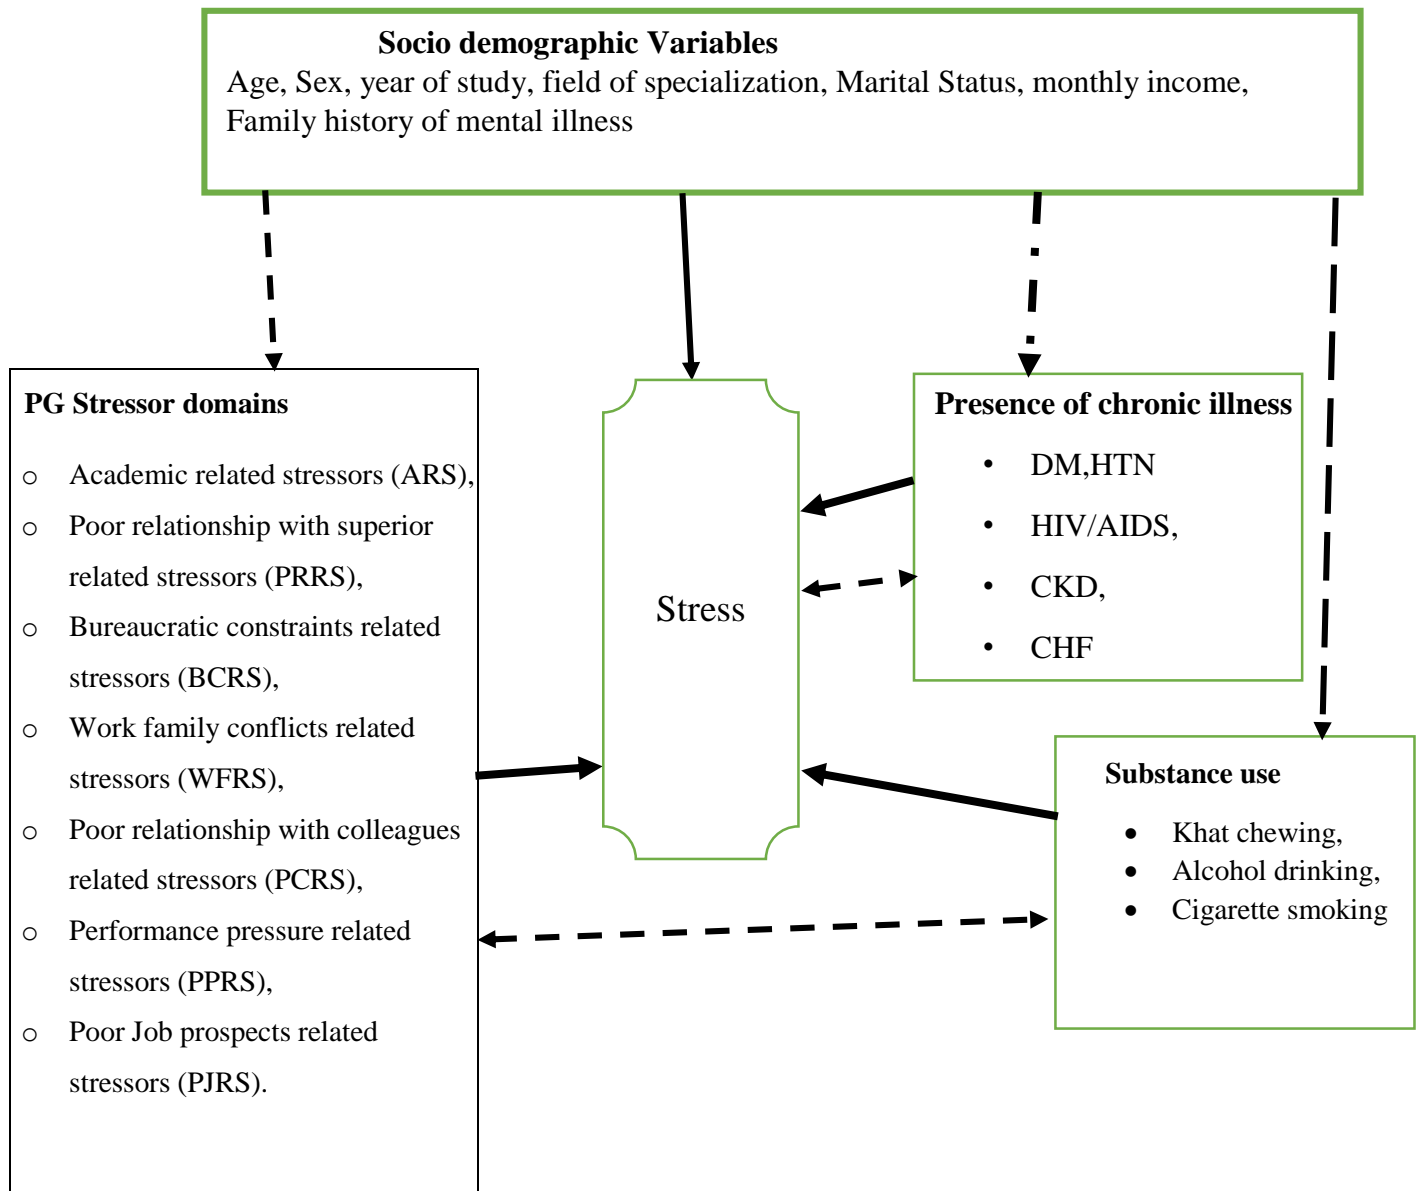 Socio demographic Variables
Age, Sex, year of study, field of specialization, Marital Status, monthly income,
Family history of mental illness
PG Stressor domains
o Academic related stressors (ARS),
o Poor relationship with superior
related stressors (PRRS),
o Bureaucratic constraints related
stressors (BCRS),
o Work family conflicts related
stressors (WFRS),
o Poor relationship with colleagues
related stressors (PCRS),
o Performance pressure related
stressors (PPRS),
o Poor Job prospects related
stressors (PJRS).
Stress
Presence of chronic illness
• DM,HTN
• HIV/AIDS,
• CKD,
• CHF
Substance use
• Khat chewing,
• Alcohol drinking,
• Cigarette smoking